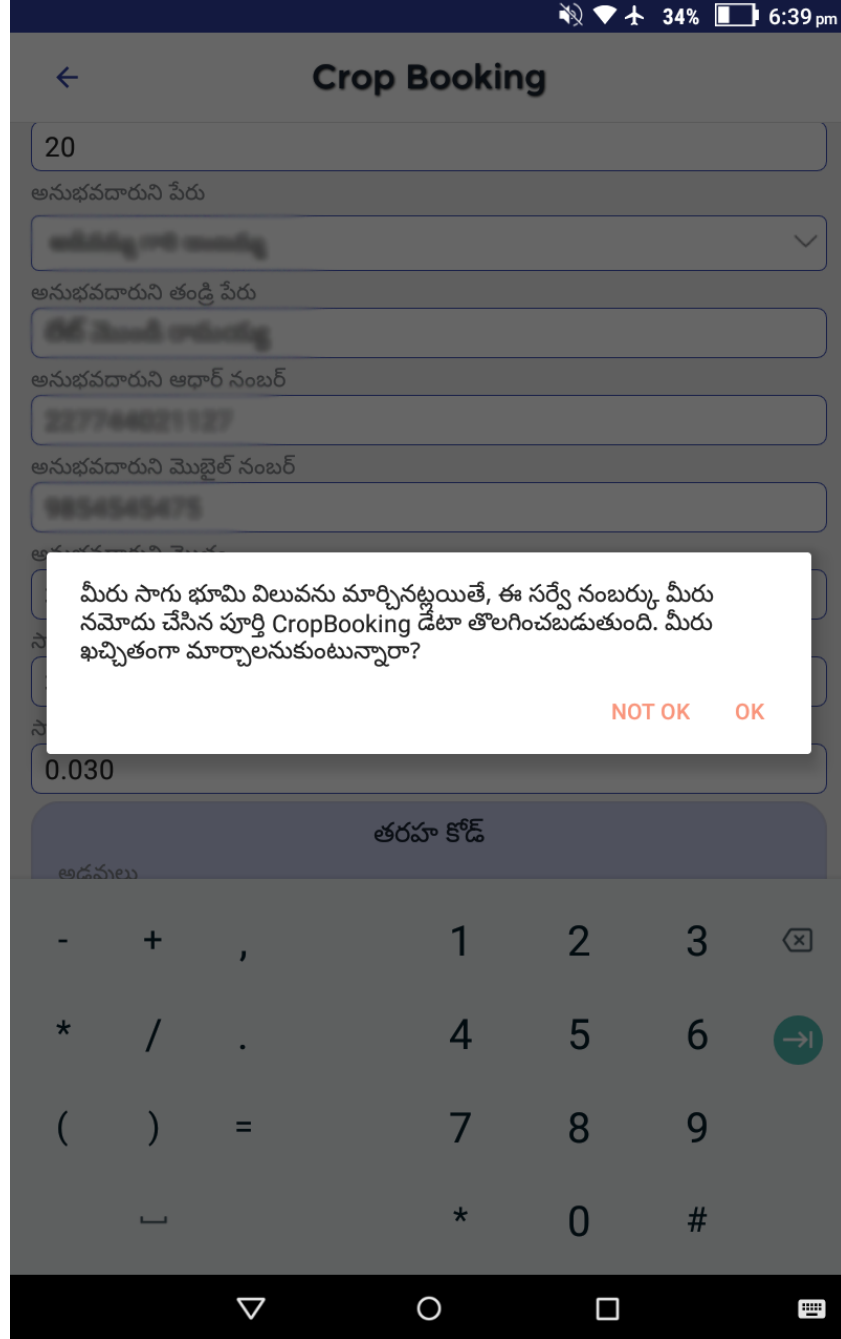 34% 6:39 pm
Crop Booking
20
అనుభవదారుని పేరు
అనుభవదారుని తండ్రి పేరు
అనుభవదారుని ఆధార్ నంబర్
అనుభవదారుని మొబైల్ నంబర్
మీరు సాగు భూమి విలువను మార్చినట్లయితే, ఈ సర్వే నంబర్కు మీరు
నమోదు చేసిన పూర్తి CropBooking డేటా తొలగించబడుతుంది. మీరు
ఖచ్చితంగా మార్చాలనుకుంటున్నారా?
NOT OK OK
0.030
తరహ కోడ్
అడవులు
- + , 1 2 3
* / . 4 5 6
( ) = 7 8 9
* 0 #